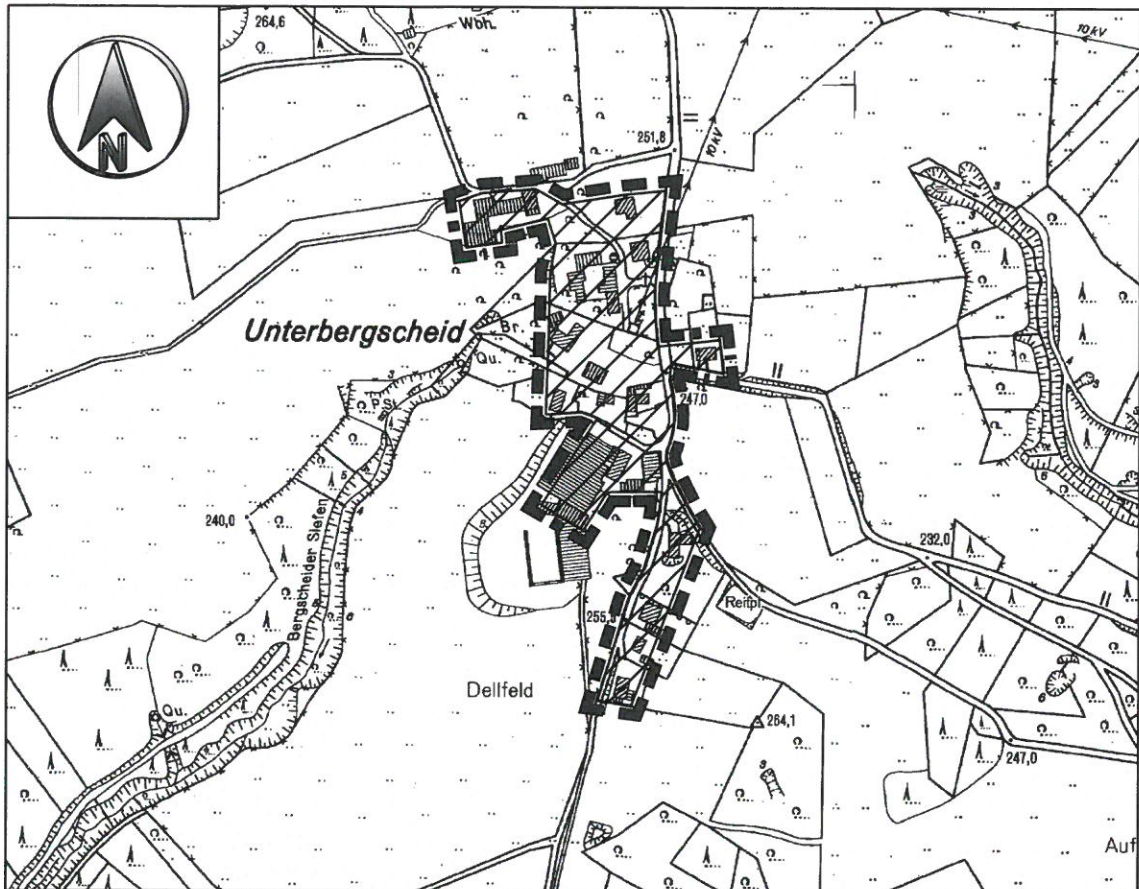 264,6
Wbh.
10 kV
N
251,8
10 kV
Unterbergscheid
Br.
Qu.
P.S.
247,0
240,0
Bergscheider Siefen
232,0
Reitpl.
255,5
Dellfeld
264,1
Qu.
247,0
Auf